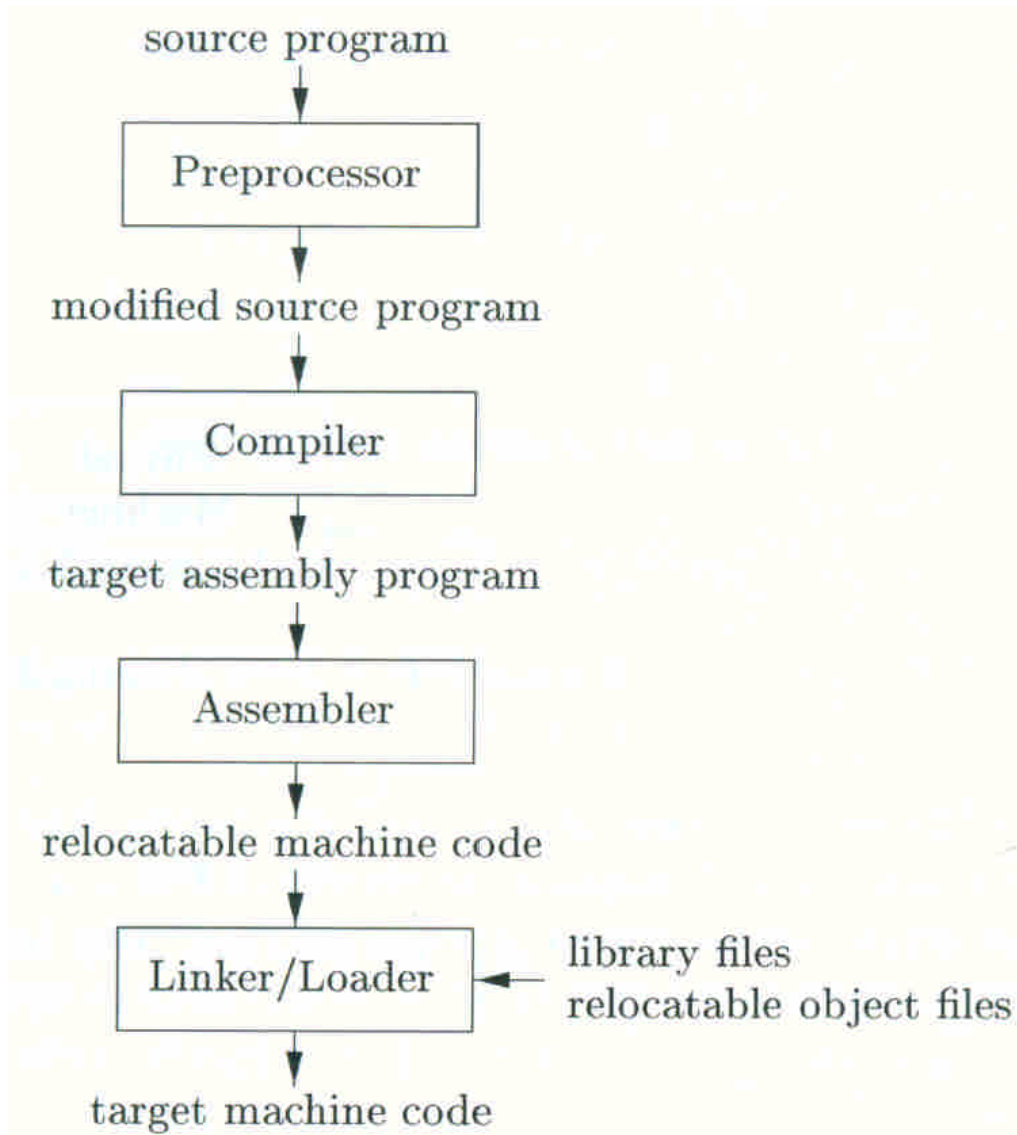 source program
Preprocessor
modified source program
Compiler
target assembly program
Assembler
relocatable machine code
Linker/Loader
library files
relocatable object files
target machine code